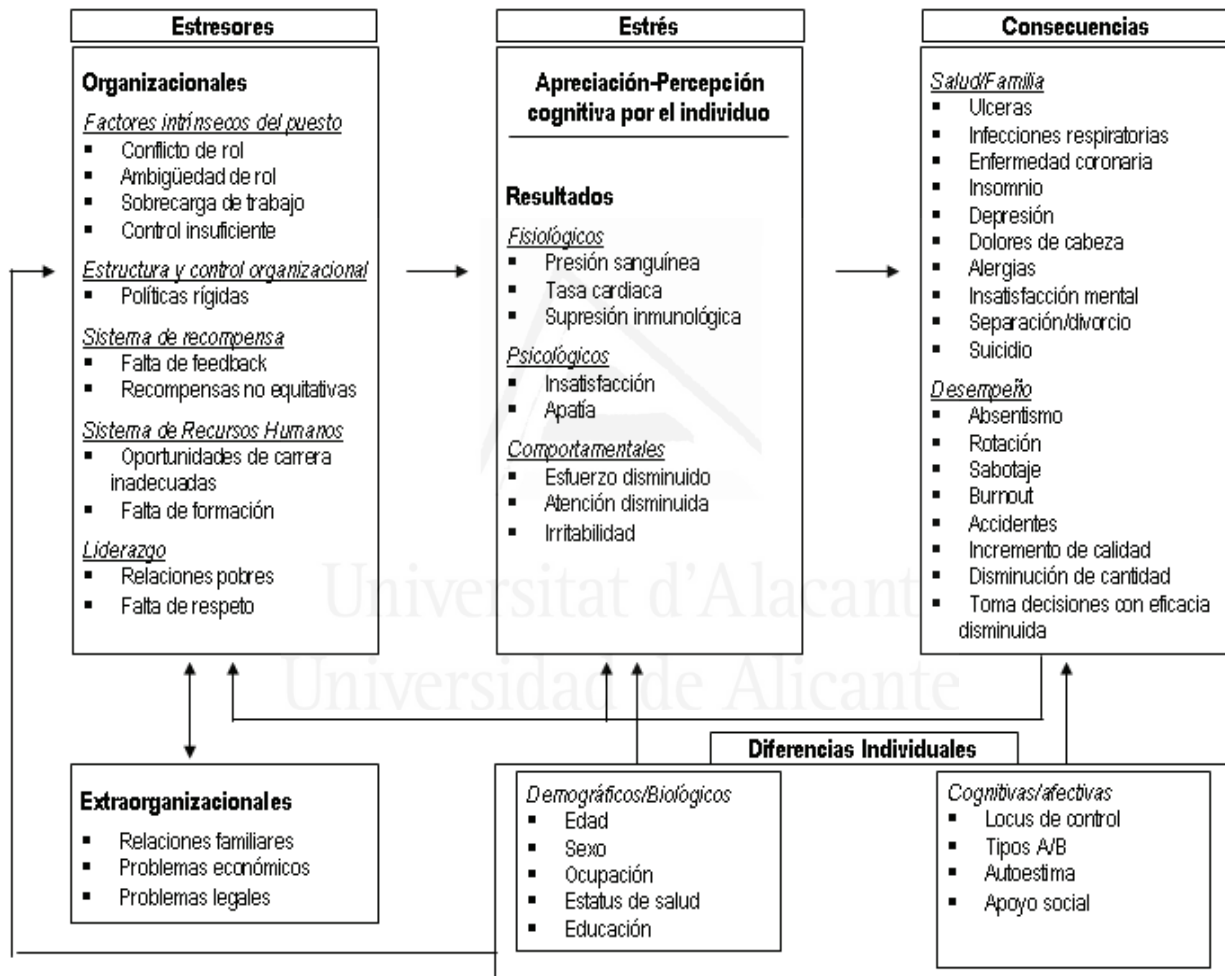 Estresores
Organizacionales
Factores intrínsecos del puesto
▪ Conflicto de rol
▪ Ambigüedad de rol
▪ Sobrecarga de trabajo
▪ Control insuficiente
Estructura y control organizacional
▪ Políticas rígidas
Sistema de recompensa
▪ Falta de feedback
▪ Recompensas no equitativas
Sistema de Recursos Humanos
▪ Oportunidades de carrera
inadecuadas
▪ Falta de formación
Liderazgo
▪ Relaciones pobres
▪ Falta de respeto
Estrés
Apreciación-Percepción
cognitiva por el individuo
Resultados
Fisiológicos
▪ Presión sanguínea
▪ Tasa cardiaca
▪ Supresión inmunológica
Psicológicos
▪ Insatisfacción
▪ Apatía
Comportamentales
▪ Esfuerzo disminuido
▪ Atención disminuida
▪ Irritabilidad
Consecuencias
Salud/Familia
▪ Ulceras
▪ Infecciones respiratorias
▪ Enfermedad coronaria
▪ Insomnio
▪ Depresión
▪ Dolores de cabeza
▪ Alergias
▪ Insatisfacción mental
▪ Separación/divorcio
▪ Suicidio
Desempeño
▪ Absentismo
▪ Rotación
▪ Sabotaje
▪ Burnout
▪ Accidentes
▪ Incremento de calidad
▪ Disminución de cantidad
▪ Toma decisiones con eficacia
disminuida
Universitat d'Alacant
Universidad de Alicante
Extraorganizacionales
▪ Relaciones familiares
▪ Problemas económicos
▪ Problemas legales
Diferencias Individuales
Demográficos/Biológicos
▪ Edad
▪ Sexo
▪ Ocupación
▪ Estatus de salud
▪ Educación
Cognitivas/afectivas
▪ Locus de control
▪ Tipos A/B
▪ Autoestima
▪ Apoyo social